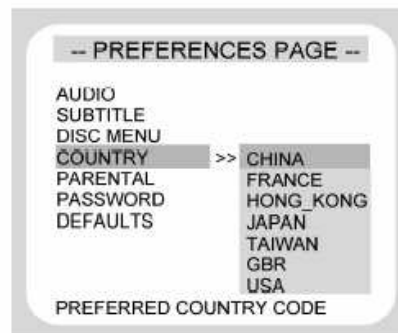 -- PREFERENCES PAGE --
AUDIO
SUBTITLE
DISC MENU
COUNTRY >> CHINA
PARENTAL FRANCE
PASSWORD HONG_KONG
DEFAULTS JAPAN
TAIWAN
GBR
USA
PREFERRED COUNTRY CODE